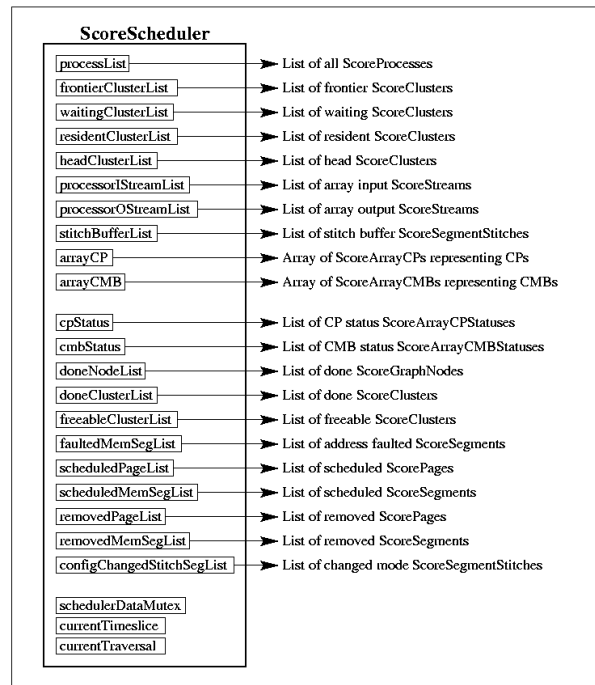 ScoreScheduler
processList List of all ScoreProcesses
frontierClusterList List of frontier ScoreClusters
waitingClusterList List of waiting ScoreClusters
residentClusterList List of resident ScoreClusters
headClusterList List of head ScoreClusters
processorIStreamList List of array input ScoreStreams
processorOStreamList List of array output ScoreStreams
stitchBufferList List of stitch buffer ScoreSegmentStitches
arrayCP Array of ScoreArrayCPs representing CPs
arrayCMB Array of ScoreArrayCMBs representing CMBs
cpStatus List of CP status ScoreArrayCPStatuses
cmbStatus List of CMB status ScoreArrayCMBStatuses
doneNodeList List of done ScoreGraphNodes
doneClusterList List of done ScoreClusters
freeableClusterList List of freeable ScoreClusters
faultedMemSegList List of address faulted ScoreSegments
scheduledPageList List of scheduled ScorePages
scheduledMemSegList List of scheduled ScoreSegments
removedPageList List of removed ScorePages
removedMemSegList List of removed ScoreSegments
configChangedStitchSegList List of changed mode ScoreSegmentStitches
schedulerDataMutex
currentTimeslice
currentTraversal